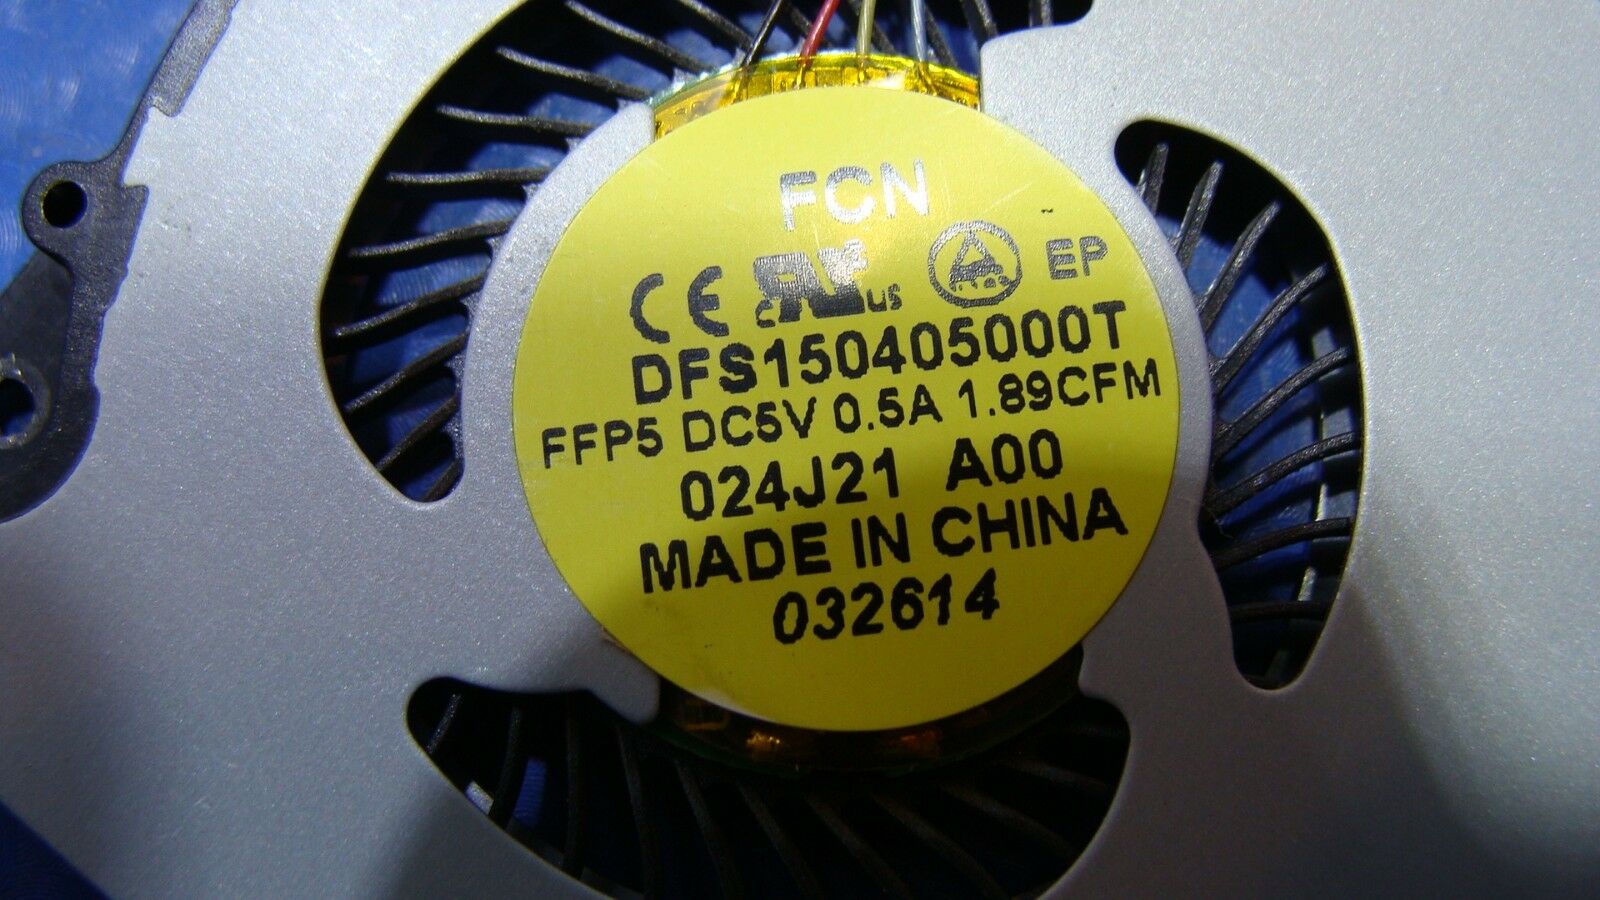 FCN
CE c US EP
DFS150405000T
FFP5 DC5V 0.5A 1.89CFM
024J21 A00
MADE IN CHINA
032614